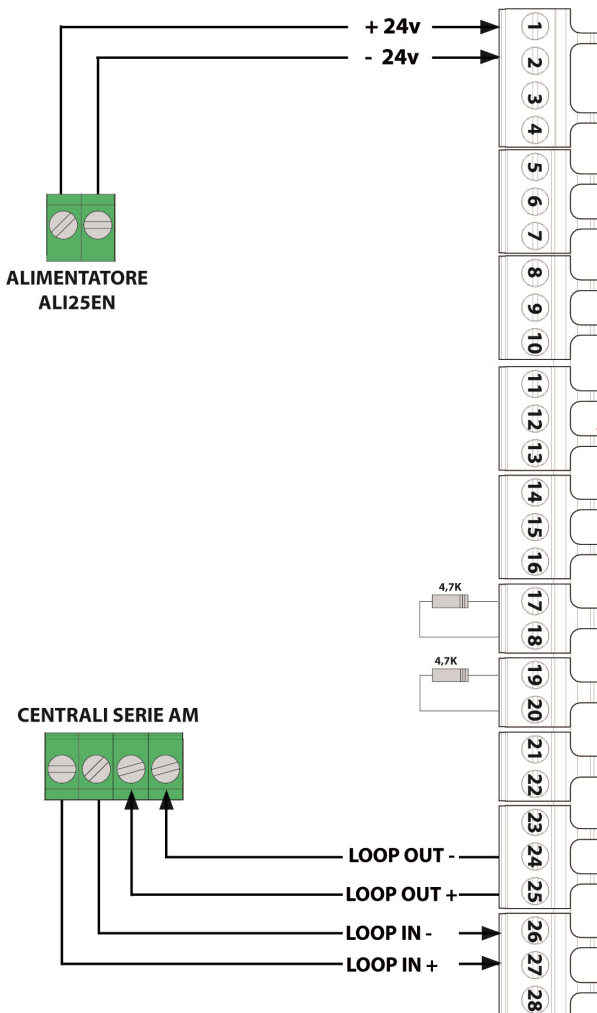 + 24v
- 24v
1
2
3
4
5
6
7
ALIMENTATORE
ALI25EN
8
9
10
11
12
13
14
15
16
4,7K
17
18
4,7K
19
20
CENTRALI SERIE AM
21
22
23
LOOP OUT -
24
LOOP OUT +
25
LOOP IN -
26
LOOP IN +
27
28